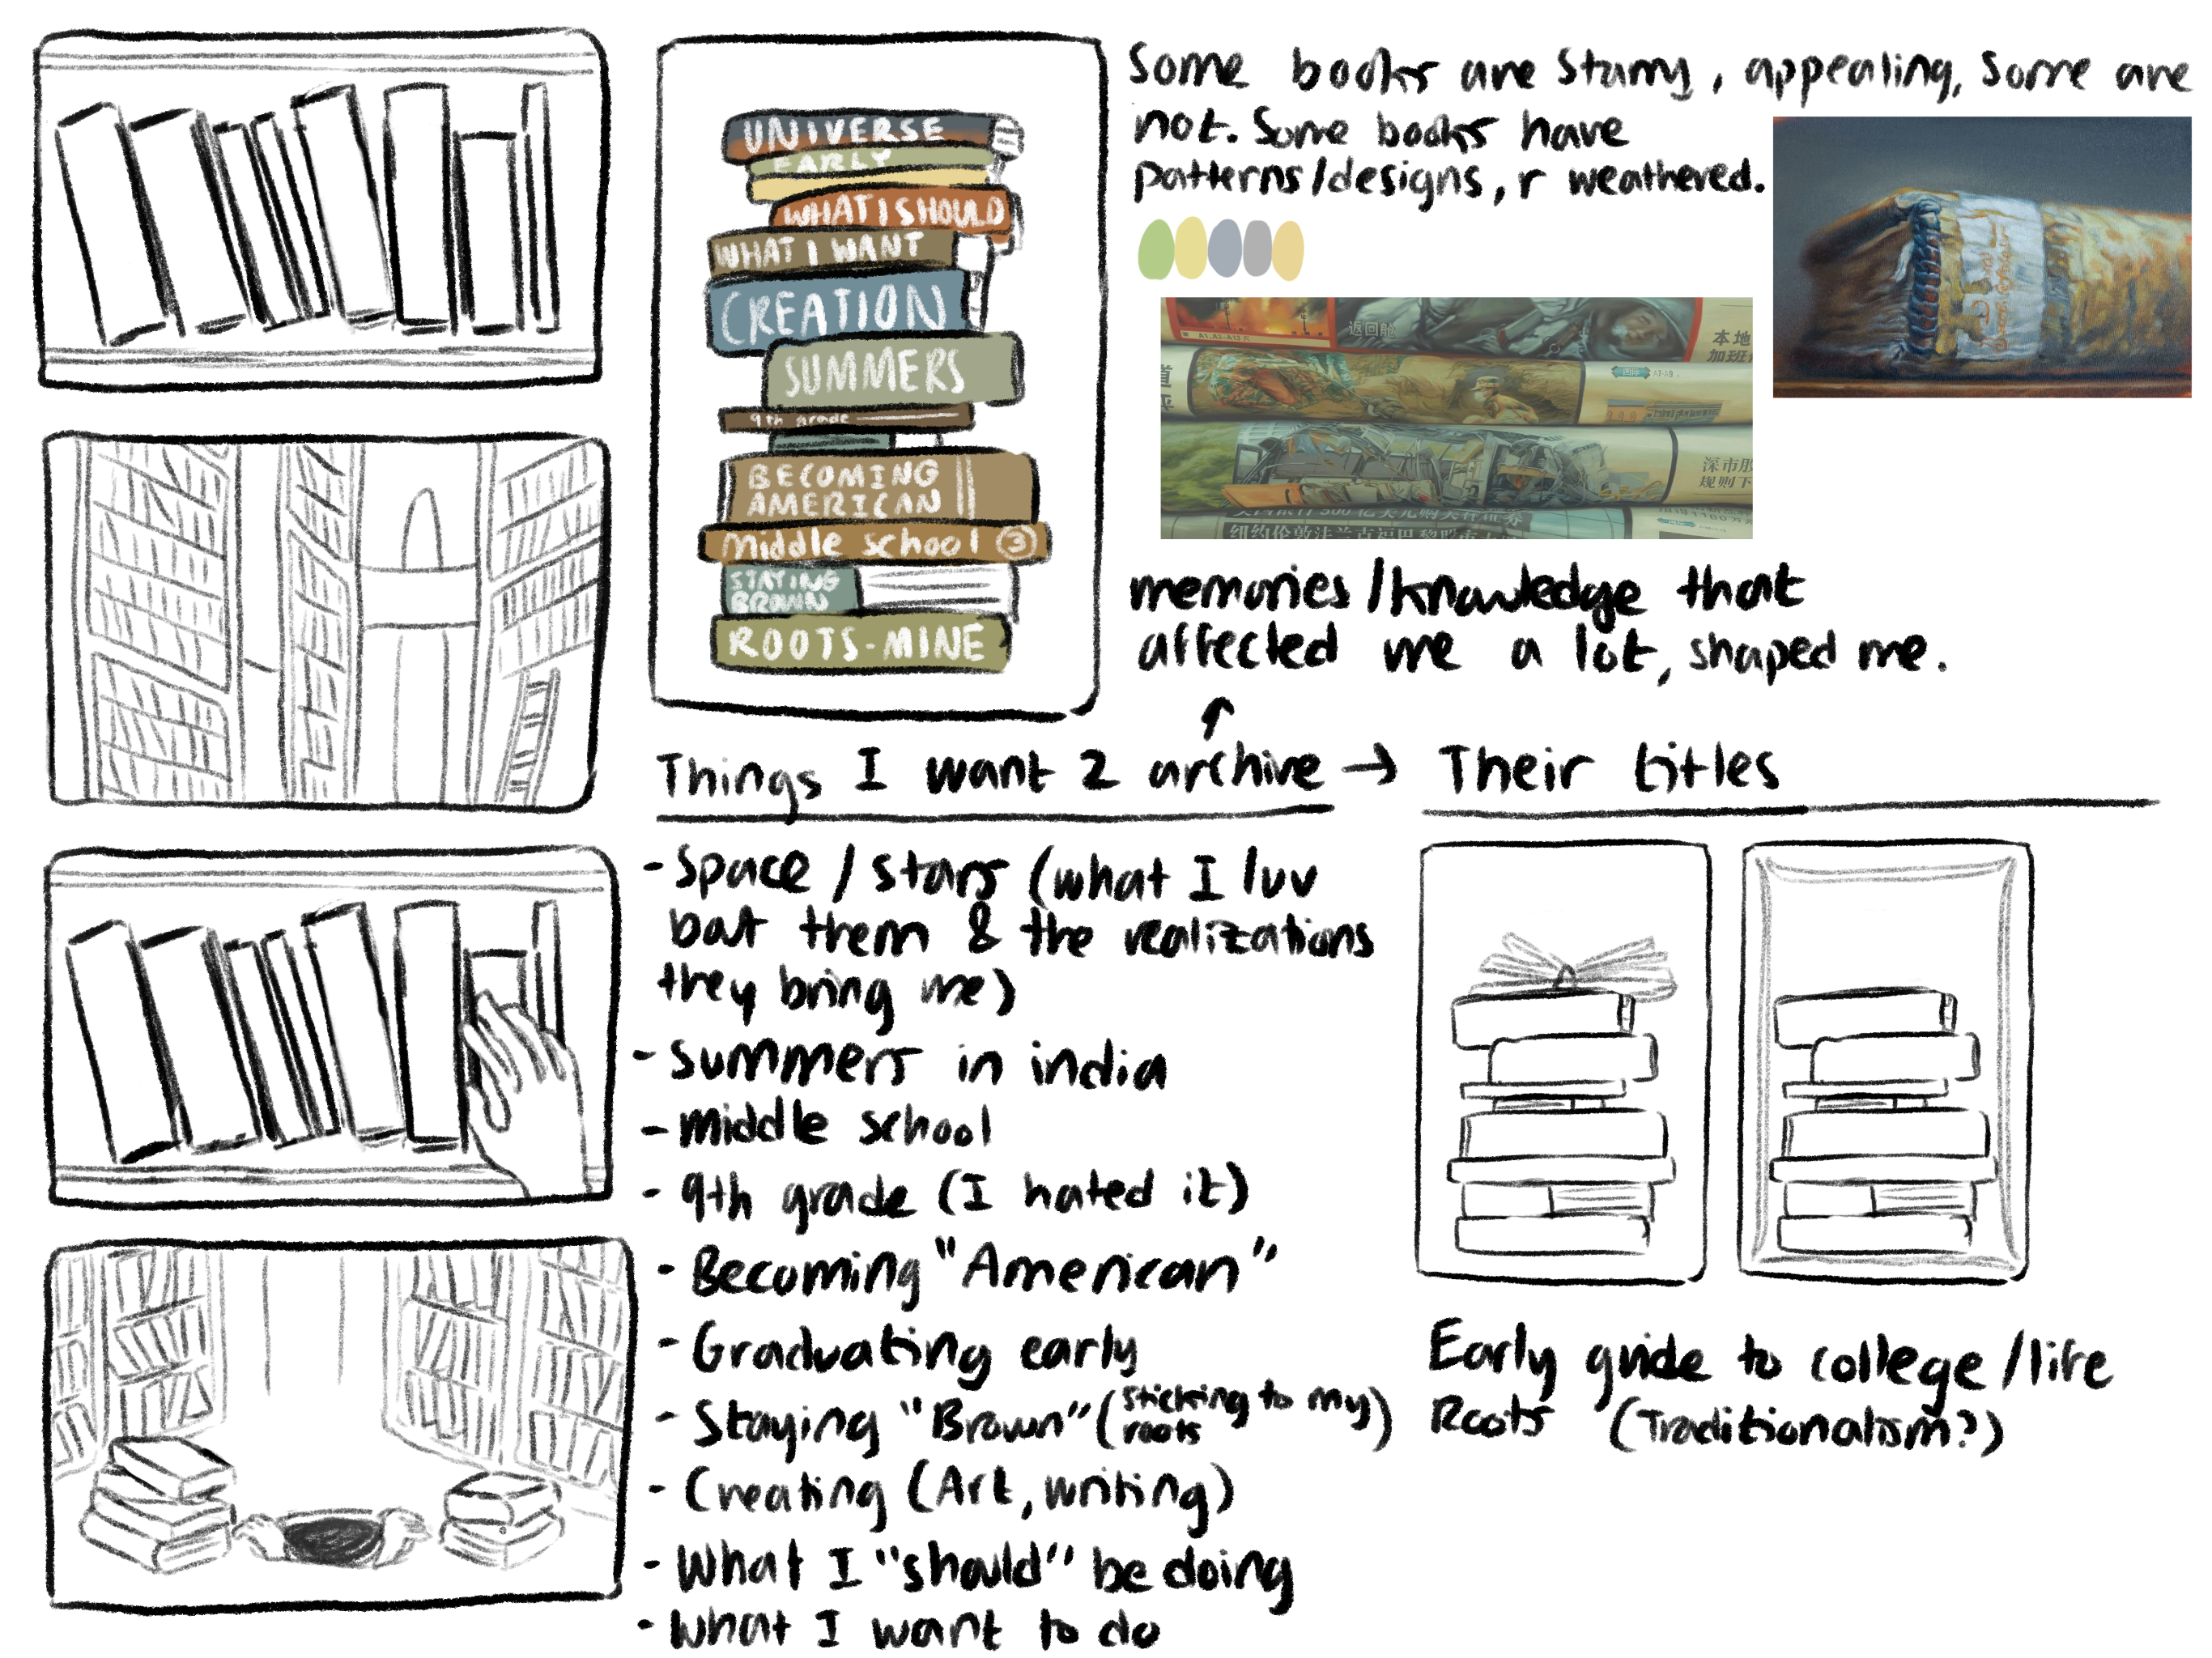 Some books are starry, appealing, some are
not. Some books have
patterns/designs, r weathered.
UNIVERSE
EARLY
WHAT I SHOULD
WHAT I WANT
CREATION
SUMMERS
9th grade
BECOMING
AMERICAN
middle school ③
STAYING
BROWN
ROOTS-MINE
返回舱
本地
加班
深市股
规则下
纽约伦敦法兰克福巴黎股市
memories/knowledge that
affected me a lot, shaped me.
Things I want 2 archive → Their titles
- Space / stars (what I luv
bout them & the realizations
they bring me)
- Summers in india
- Middle school
- 9th grade (I hated it)
- Becoming "American"
- Graduating early
- Staying "Brown" (sticking to my
roots)
- Creating (Art, writing)
- What I "should" be doing
- What I want to do
Early guide to college/life
Roots (Traditionalism?)